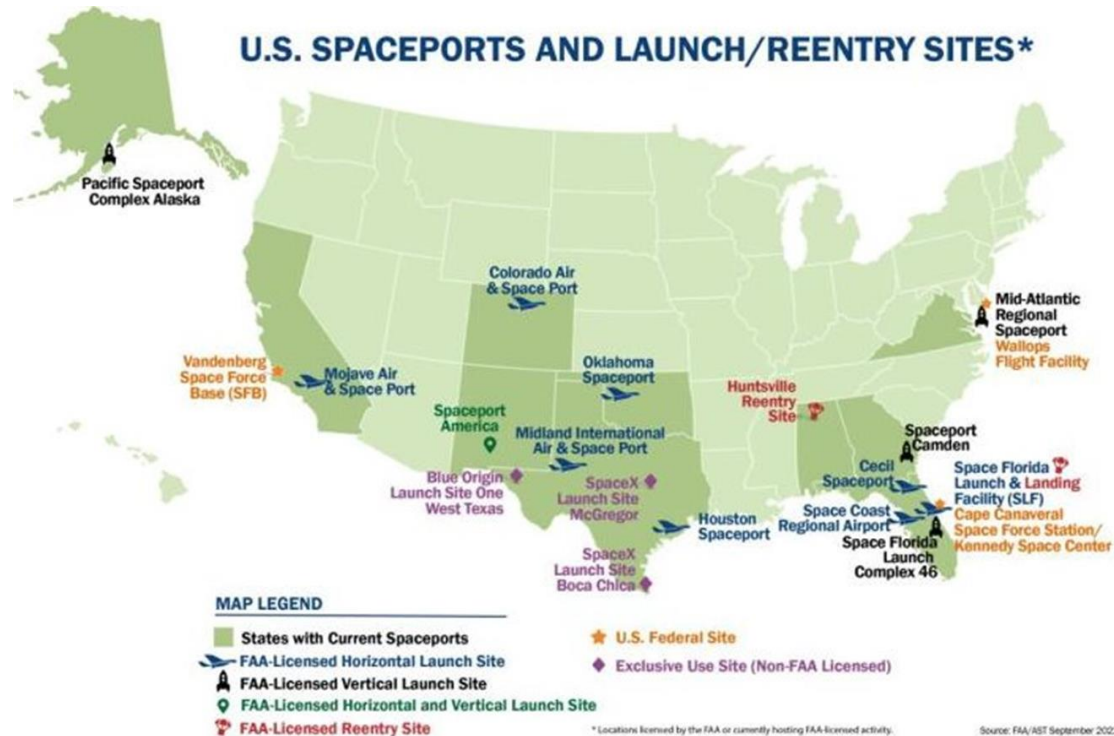 U.S. SPACEPORTS AND LAUNCH/REENTRY SITES*
Pacific Spaceport
Complex Alaska
Colorado Air
& Space Port
Mid-Atlantic
Regional
Spaceport
Wallops
Flight Facility
Vandenberg
Space Force
Base (SFB)
Mojave Air
& Space Port
Oklahoma
Spaceport
Huntsville
Reentry
Site
Spaceport
America
Midland International
Air & Space Port
Spaceport
Camden
Blue Origin
Launch Site One
West Texas
SpaceX
Launch Site
McGregor
Cecil
Spaceport
Space Florida
Launch & Landing
Facility (SLF)
Cape Canaveral
Space Force Station/
Kennedy Space Center
Houston
Spaceport
Space Coast
Regional Airport
Space Florida
Launch
Complex 46
SpaceX
Launch Site
Boca Chica
MAP LEGEND
States with Current Spaceports
FAA-Licensed Horizontal Launch Site
FAA-Licensed Vertical Launch Site
FAA-Licensed Horizontal and Vertical Launch Site
FAA-Licensed Reentry Site
U.S. Federal Site
Exclusive Use Site (Non-FAA Licensed)
* Locations licensed by the FAA or currently hosting FAA-licensed activity.
Source: FAA/AST September